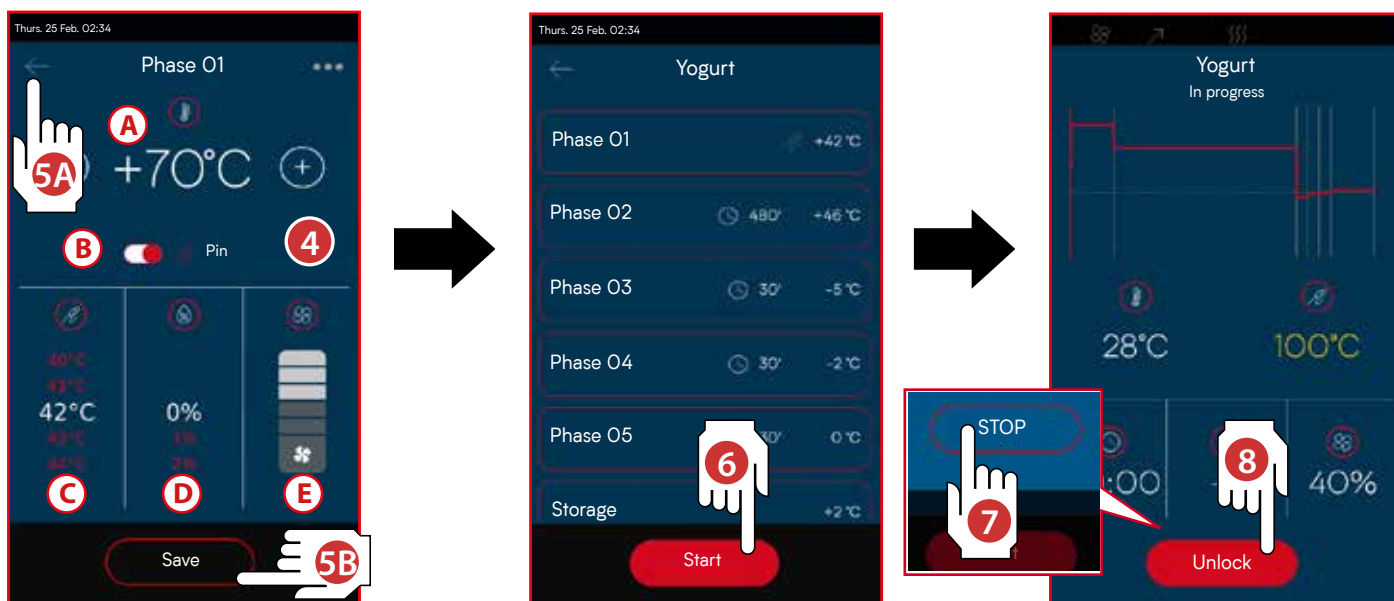 Thurs. 25 Feb. 02:34
Phase 01
A
+70°C
5A
B
Pin
4
42°C
0%
C
D
E
Save
5B
Thurs. 25 Feb. 02:34
Yogurt
Phase 01 +42 °C
Phase 02 480' +46 °C
Phase 03 30' -5 °C
Phase 04 30' -2 °C
Phase 05 30' 0 °C
6
Storage +2 °C
Start
Yogurt
In progress
28°C 100°C
STOP
7
8
:00
40%
Unlock